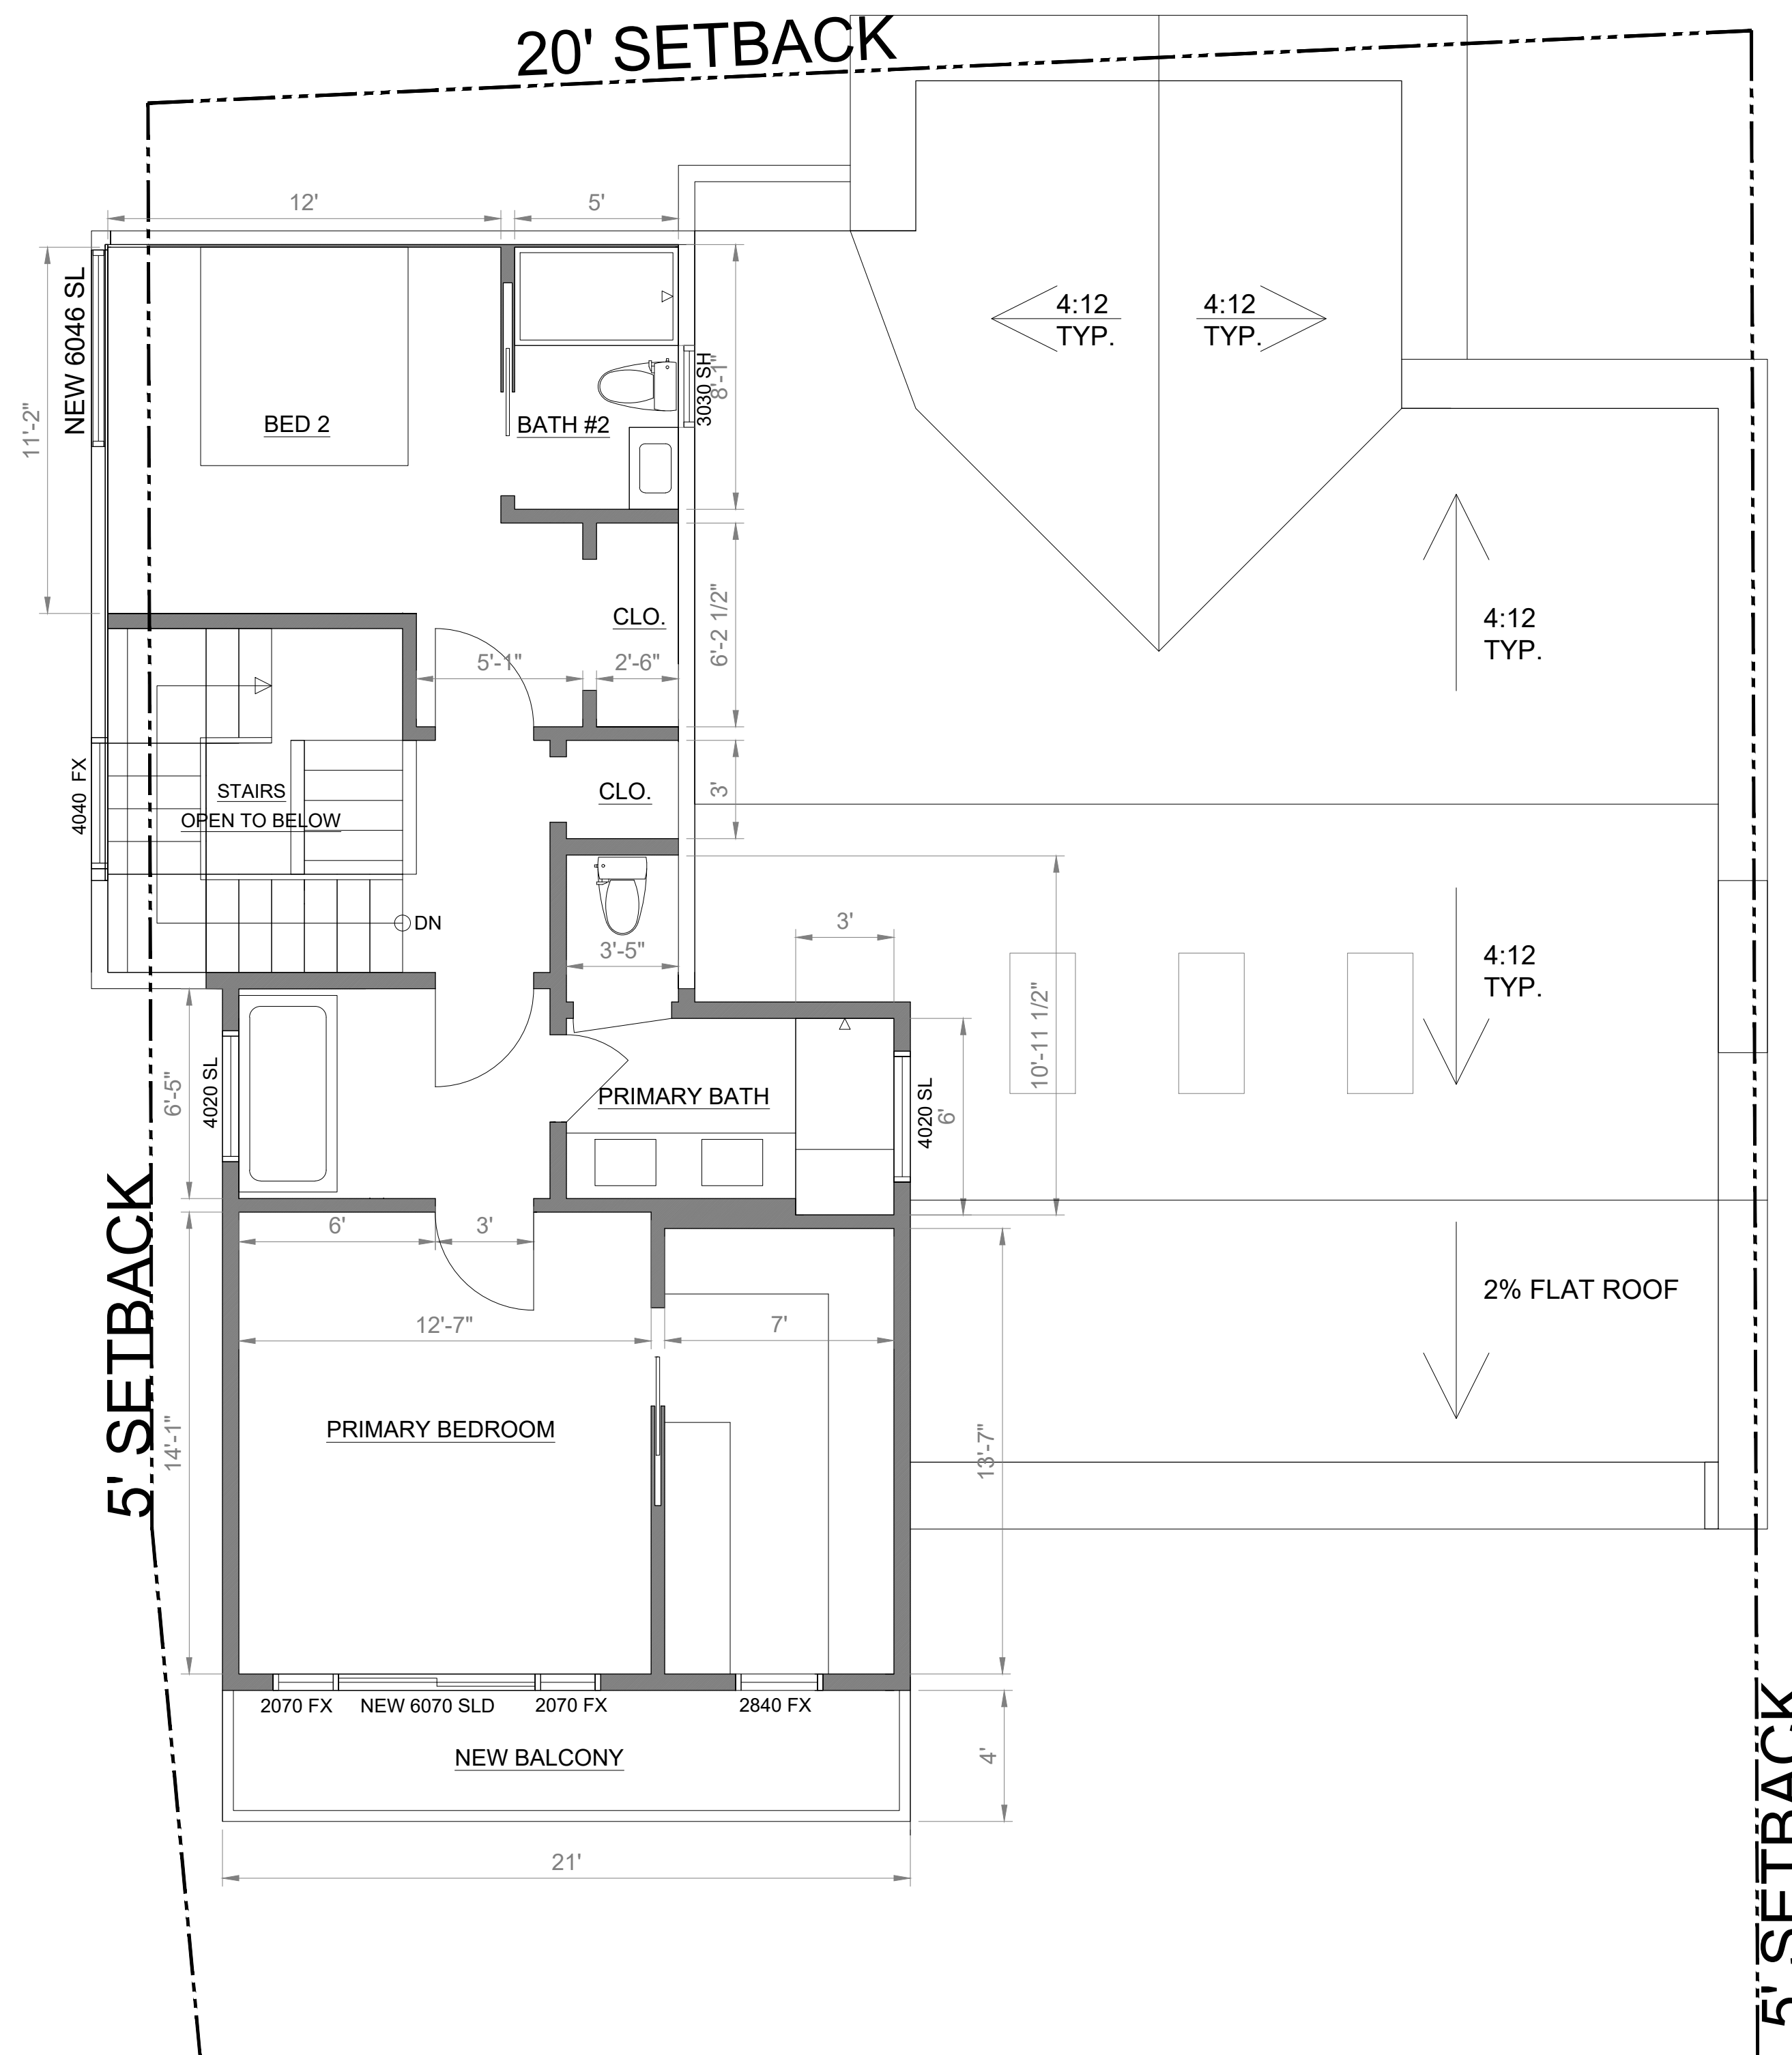 20' SETBACK
12'
5'
NEW 6046 SL
11'-2"
BED 2
BATH #2
3030 SH
8'-1"
4:12
TYP.
4:12
TYP.
CLO.
6'-2 1/2"
5'-1"
2'-6"
4:12
TYP.
4040 FX
STAIRS
OPEN TO BELOW
CLO.
3'
DN
3'-5"
3'
4:12
TYP.
10'-11 1/2"
6'-5"
4020 SL
PRIMARY BATH
4020 SL
6'
5' SETBACK
6'
3'
12'-7"
7'
2% FLAT ROOF
14'-1"
PRIMARY BEDROOM
13'-7"
2070 FX
NEW 6070 SLD
2070 FX
2840 FX
NEW BALCONY
4'
21'
5' SETBACK